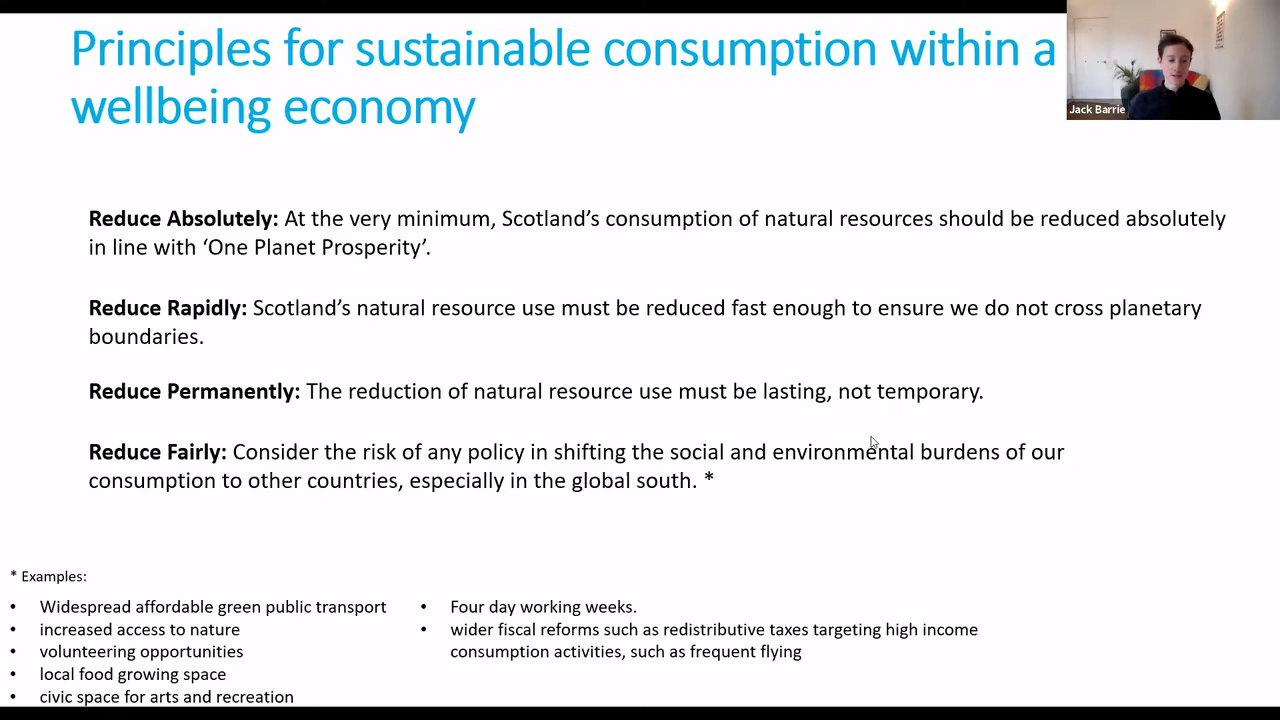 Principles for sustainable consumption within a
wellbeing economy
Jack Barrie
Reduce Absolutely: At the very minimum, Scotland’s consumption of natural resources should be reduced absolutely
in line with ‘One Planet Prosperity’.
Reduce Rapidly: Scotland’s natural resource use must be reduced fast enough to ensure we do not cross planetary
boundaries.
Reduce Permanently: The reduction of natural resource use must be lasting, not temporary.
Reduce Fairly: Consider the risk of any policy in shifting the social and environmental burdens of our
consumption to other countries, especially in the global south. *
* Examples:
• Widespread affordable green public transport
• increased access to nature
• volunteering opportunities
• local food growing space
• civic space for arts and recreation
• Four day working weeks.
• wider fiscal reforms such as redistributive taxes targeting high income
consumption activities, such as frequent flying